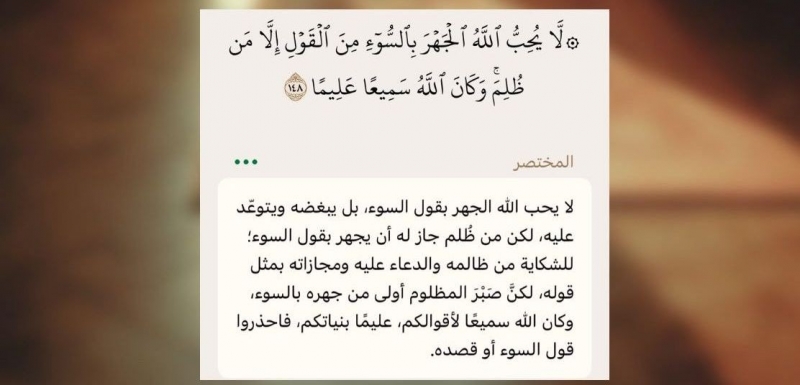 ۞ لَّا يُحِبُّ ٱللَّهُ ٱلۡجَهۡرَ بِٱلسُّوٓءِ مِنَ ٱلۡقَوۡلِ إِلَّا مَن
ظُلِمَۚ وَكَانَ ٱللَّهُ سَمِيعًا عَلِيمًا ١٤٨
المختصر
لا يحب الله الجهر بقول السوء، بل يبغضه ويتوعّد
عليه، لكن من ظُلم جاز له أن يجهر بقول السوء؛
للشكاية من ظالمه والدعاء عليه ومجازاته بمثل
قوله، لكنَّ صَبْرَ المظلوم أولى من جهره بالسوء،
وكان الله سميعًا لأقوالكم، عليمًا بنياتكم، فاحذروا
قول السوء أو قصده.